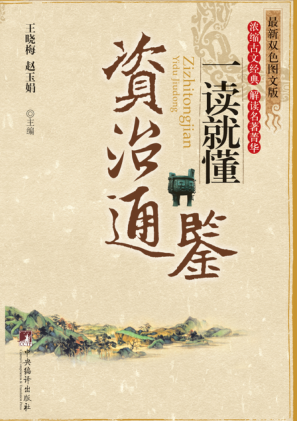 最新双色图文版
浓缩古文经典 解读名著菁华
一读就懂
Zizhitongjian
Yidu jiudong
資治通鑒
王晓梅 赵玉娟
◎主编
中央编译出版社